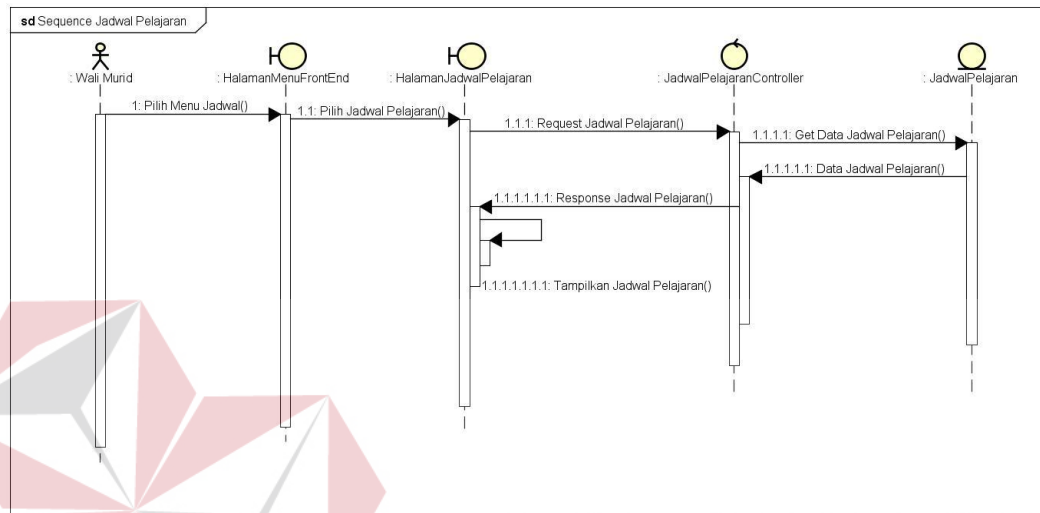 sd Sequence Jadwal Pelajaran
: Wali Murid
: HalamanMenuFrontEnd
: HalamanJadwalPelajaran
: JadwalPelajaranController
: JadwalPelajaran
1: Pilih Menu Jadwal()
1.1: Pilih Jadwal Pelajaran()
1.1.1: Request Jadwal Pelajaran()
1.1.1.1: Get Data Jadwal Pelajaran()
1.1.1.1.1: Data Jadwal Pelajaran()
1.1.1.1.1.1: Response Jadwal Pelajaran()
1.1.1.1.1.1.1: Tampilkan Jadwal Pelajaran()